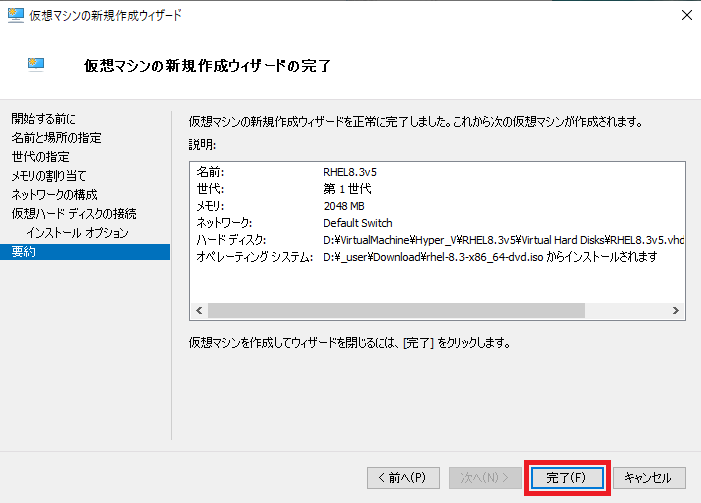 仮想マシンの新規作成ウィザード
仮想マシンの新規作成ウィザードの完了
開始する前に
名前と場所の指定
世代の指定
メモリの割り当て
ネットワークの構成
仮想ハード ディスクの接続
インストール オプション
要約
仮想マシンの新規作成ウィザードを正常に完了しました。これから次の仮想マシンが作成されます。
説明:
名前: RHEL8.3v5
世代: 第 1 世代
メモリ: 2048 MB
ネットワーク: Default Switch
ハード ディスク: D:¥VirtualMachine¥Hyper_V¥RHEL8.3v5¥Virtual Hard Disks¥RHEL8.3v5.vhd
オペレーティング システム: D:¥_user¥Download¥rhel-8.3-x86_64-dvd.iso からインストールされます
仮想マシンを作成してウィザードを閉じるには、[完了] をクリックします。
< 前へ(P) 次へ(N) > 完了(F) キャンセル